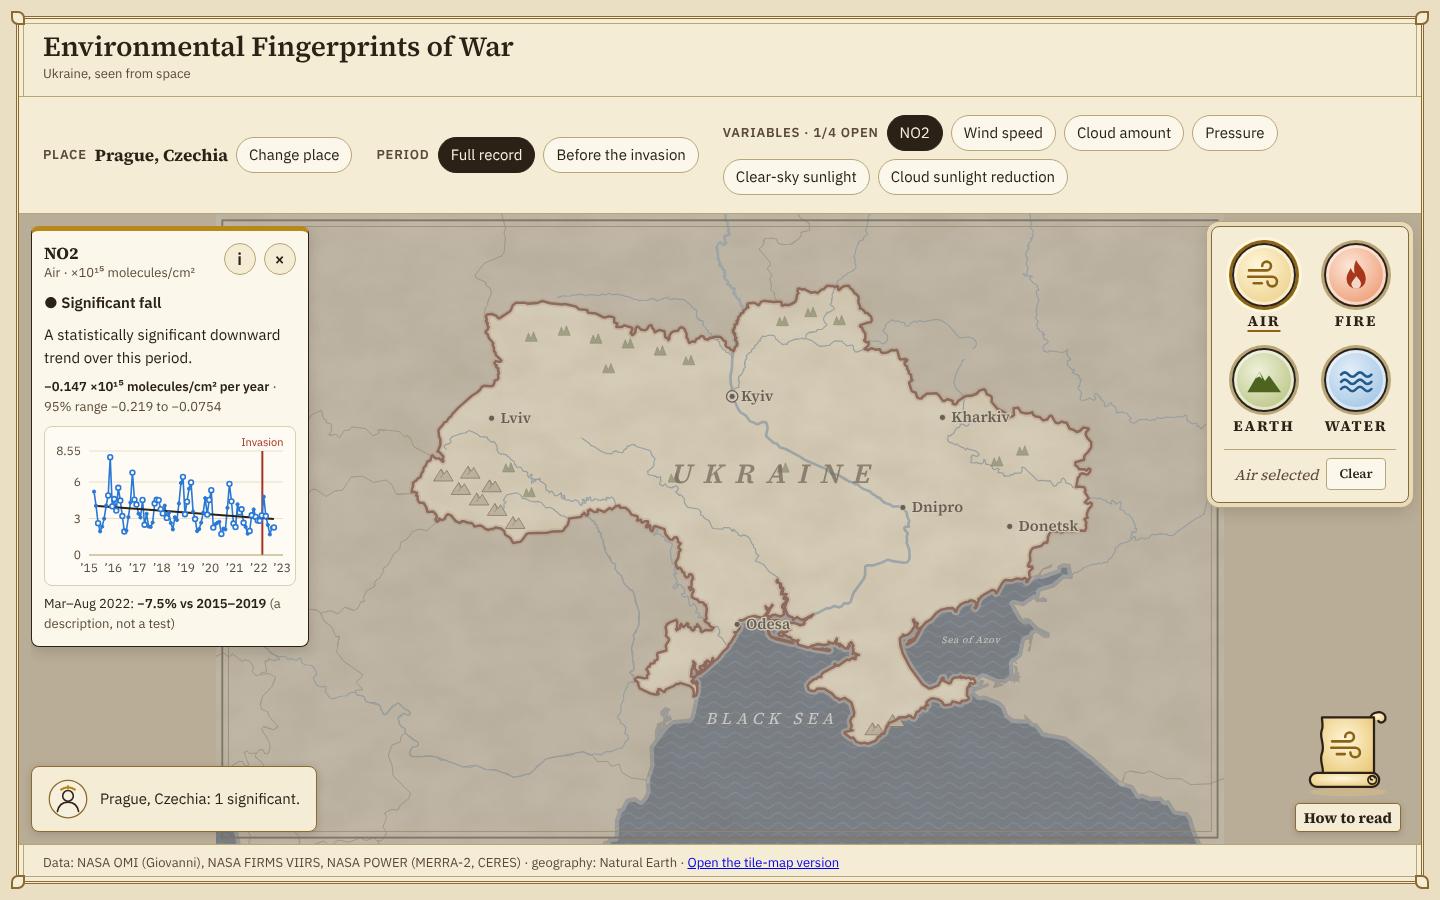 Environmental Fingerprints of War
Ukraine, seen from space
PLACE Prague, Czechia Change place
PERIOD Full record Before the invasion
VARIABLES · 1/4 OPEN NO2 Wind speed Cloud amount Pressure
Clear-sky sunlight Cloud sunlight reduction
NO2 i ×
Air · ×10¹⁵ molecules/cm²
● Significant fall
A statistically significant downward
trend over this period.
−0.147 ×10¹⁵ molecules/cm² per year ·
95% range −0.219 to −0.0754
Invasion
8.55
6
3
0
’15 ’16 ’17 ’18 ’19 ’20 ’21 ’22 ’23
Mar–Aug 2022: −7.5% vs 2015–2019 (a
description, not a test)
Kyiv
Lviv
Kharkiv
UKRAINE
Dnipro
Donetsk
Odesa
Sea of Azov
BLACK SEA
AIR FIRE
EARTH WATER
Air selected Clear
Prague, Czechia: 1 significant.
How to read
Data: NASA OMI (Giovanni), NASA FIRMS VIIRS, NASA POWER (MERRA-2, CERES) · geography: Natural Earth · Open the tile-map version